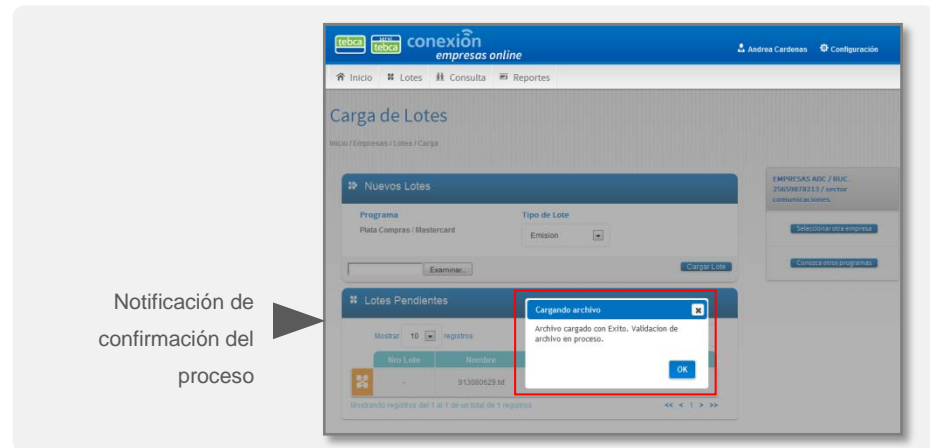 tebca
servi
tebca
conexión
empresas online
Andrea Cardenas
Configuración
Inicio
Lotes
Consulta
Reportes
Carga de Lotes
Inicio / Empresas / Lotes / Carga
Nuevos Lotes
Programa
Tipo de Lote
Plata Compras / Mastercard
Emision
Examinar...
Cargar Lote
EMPRESAS ABC / RUC.
25659878213 / sector
comunicaciones.
Seleccionar otra empresa
Conozca otros programas
Notificación de
confirmación del
proceso
Lotes Pendientes
Mostrar 10 registros
Nro Lote
Nombre
-
913080629.txt
Mostrando registros del 1 al 1 de un total de 1 registros
<< < 1 > >>
Cargando archivo
Archivo cargado con Exito. Validacion de
archivo en proceso.
OK